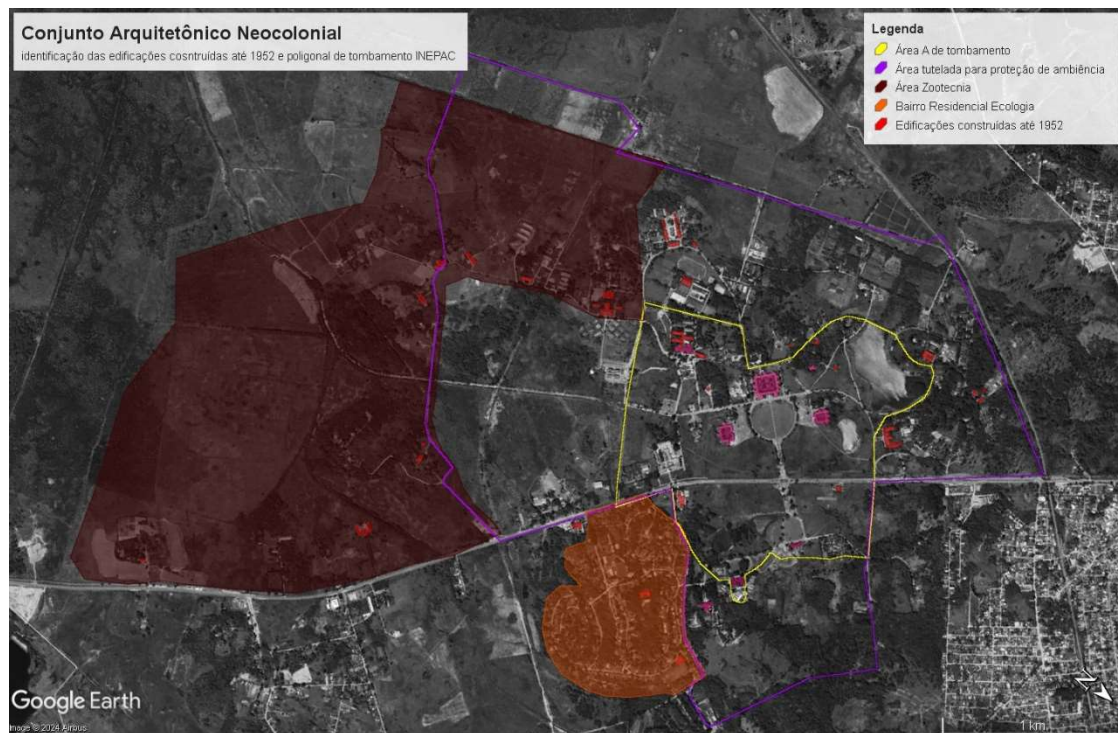 Conjunto Arquitetônico Neocolonial
identificação das edificações cosntruídas até 1952 e poligonal de tombamento INEPAC
Legenda
Área A de tombamento
Área tutelada para proteção de ambiência
Área Zootecnia
Bairro Residencial Ecologia
Edificações construídas até 1952
Google Earth
Image © 2024 Airbus
1 km
N